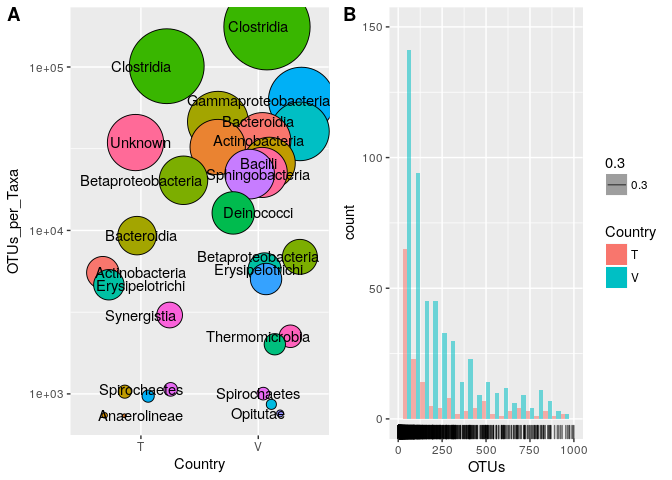 A
1e+05
1e+04
1e+03
OTUs_per_Taxa
Clostridia
Clostridia
Gammaproteobacteria
Bacteroidia
Unknown
Actinobacteria
Bacilli
Sphingobacteria
Betaproteobacteria
Deinococci
Bacteroidia
Betaproteobacteria
Actinobacteria
Erysipelotrichi
Erysipelotrichi
Synergistia
Thermomicrobia
Spirochaetes
Spirochaetes
Anaerolineae
Opitutae
T
V
Country
B
150
100
50
0
count
0
250
500
750
1000
OTUs
0.3
0.3
Country
T
V